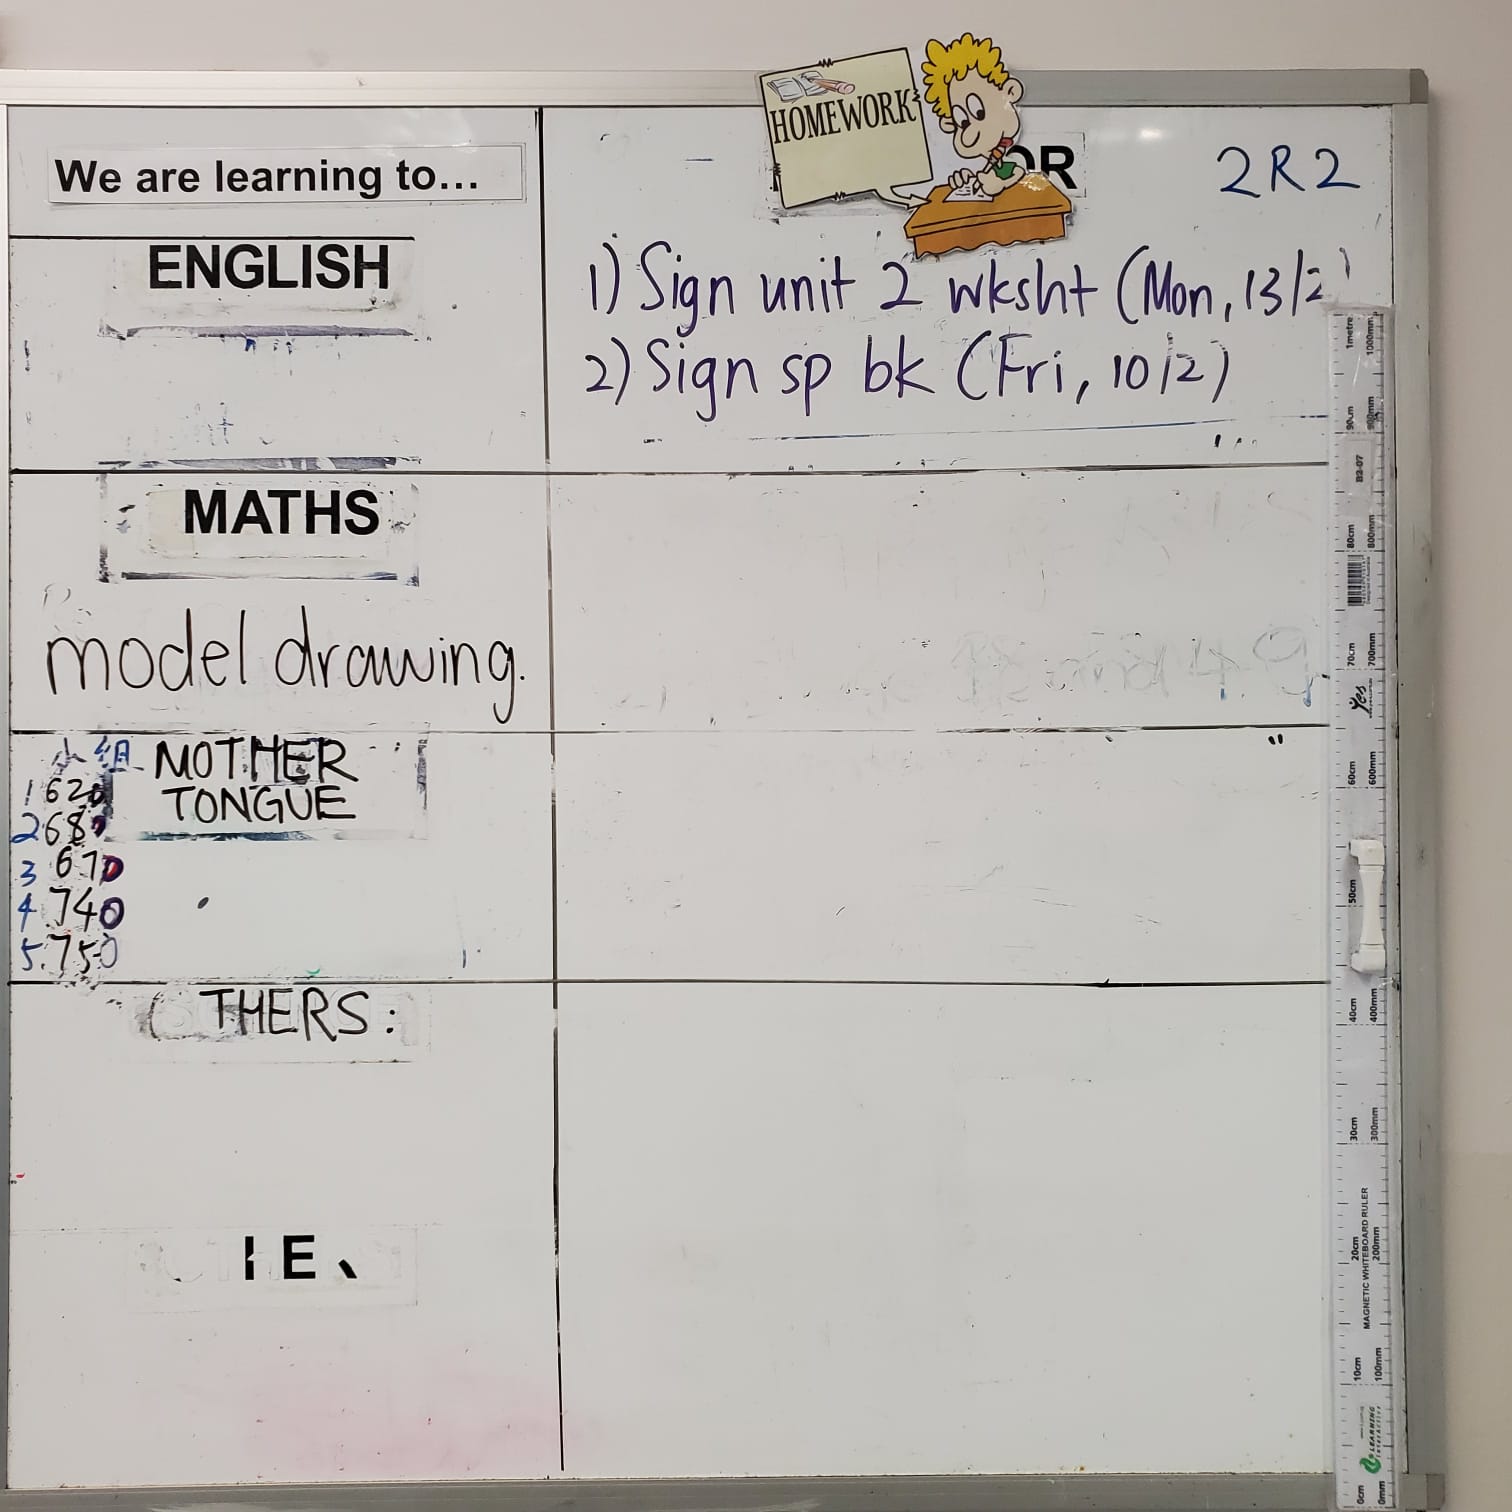 HOMEWORK
We are learning to...
OR
2R2
ENGLISH
1) Sign unit 2 wksht (Mon, 13/2)
2) Sign sp bk (Fri, 10/2)
MATHS
model drawing.
小组
MOTHER
TONGUE
1 620
2 680
3 670
4 740
5.750
THERS:
I E
1metre 1000mm
90cm 900mm
B2-07
80cm 800mm
70cm 700mm
Yes
60cm 600mm
50cm
40cm 400mm
30cm 300mm
20cm 200mm
MAGNETIC WHITEBOARD RULER
10cm 100mm
LEARNING
INTERACTIVE
0cm 0mm